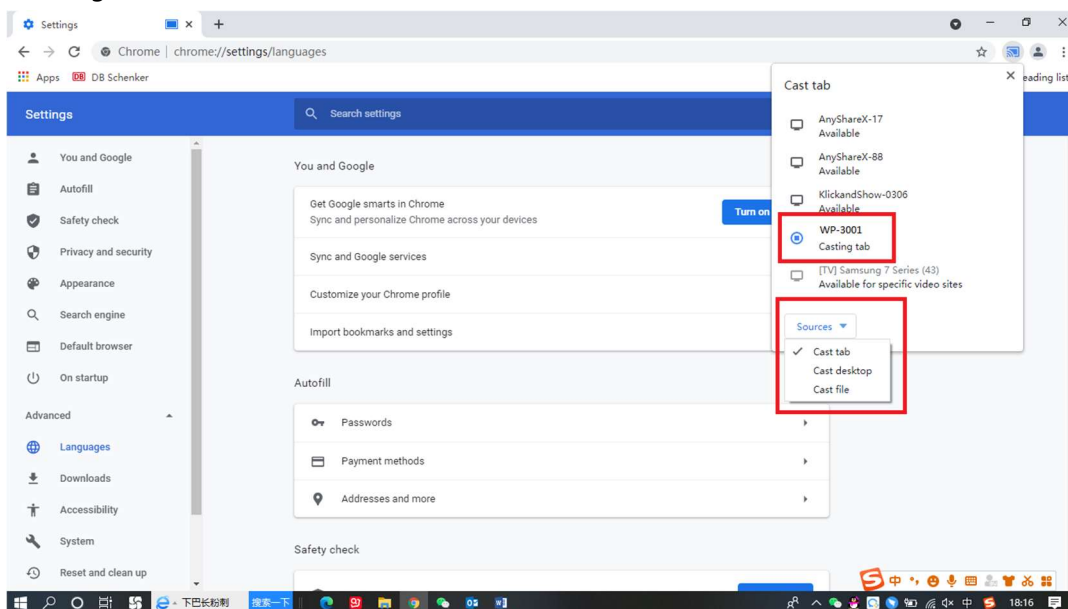 Settings
Chrome | chrome://settings/languages
Apps DB DB Schenker
eading list
Settings
Search settings
You and Google
Autofill
Safety check
Privacy and security
Appearance
Search engine
Default browser
On startup
Advanced
Languages
Downloads
Accessibility
System
Reset and clean up
You and Google
Get Google smarts in Chrome
Sync and personalize Chrome across your devices
Turn on
Sync and Google services
Customize your Chrome profile
Import bookmarks and settings
Autofill
Passwords
Payment methods
Addresses and more
Safety check
Cast tab
AnyShareX-17
Available
AnyShareX-88
Available
KlickandShow-0306
Available
WP-3001
Casting tab
[TV] Samsung 7 Series (43)
Available for specific video sites
Sources
Cast tab
Cast desktop
Cast file
中
下巴长粉刺 搜索一下
中
18:16